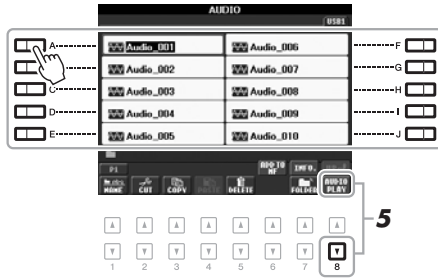 AUDIO
USB1
A Audio_001 Audio_006 F
Audio_002 Audio_007 G
C Audio_003 Audio_008 H
D Audio_004 Audio_009 I
E Audio_005 Audio_010 J
P1 ADD TO MF INFO.
NAME CUT COPY PASTE DELETE FOLDER AUDIO PLAY
5
1 2 3 4 5 6 7 8